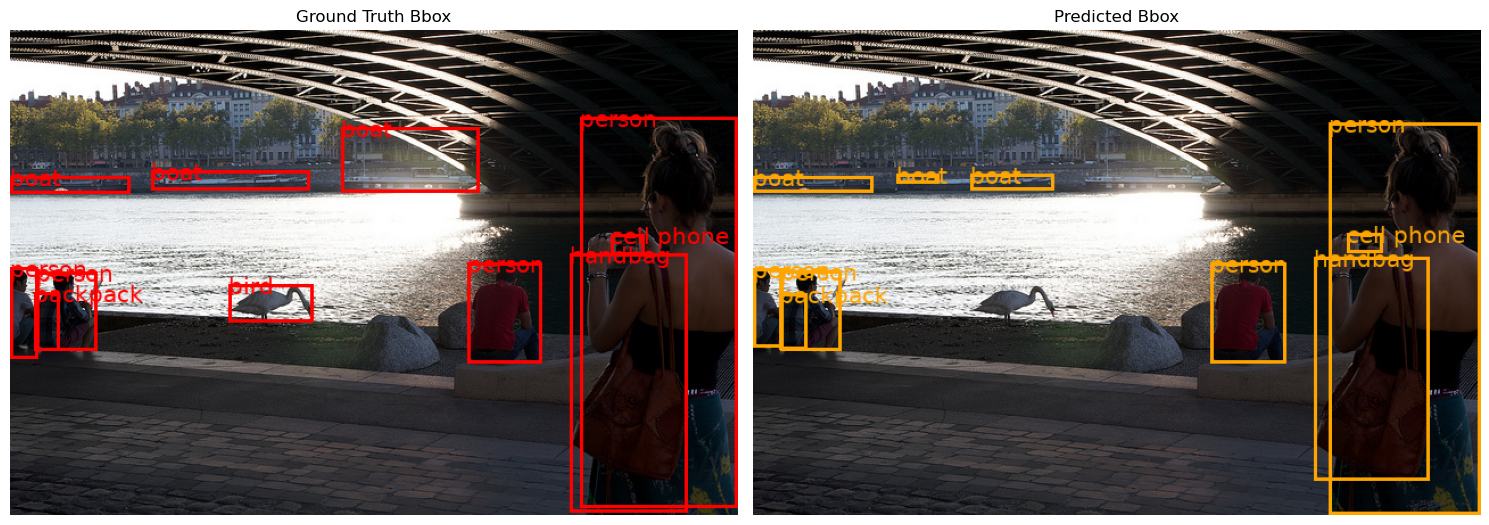 Ground Truth Bbox
boat
boat
boat
person
cell phone
handbag
person
person
person
backpack
bird
Predicted Bbox
person
boat
boat
boat
cell phone
handbag
person
person
person
backpack